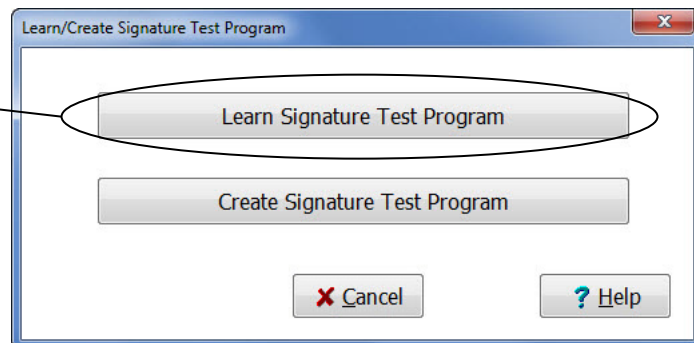 Learn/Create Signature Test Program
Learn Signature Test Program
Create Signature Test Program
Cancel
? Help